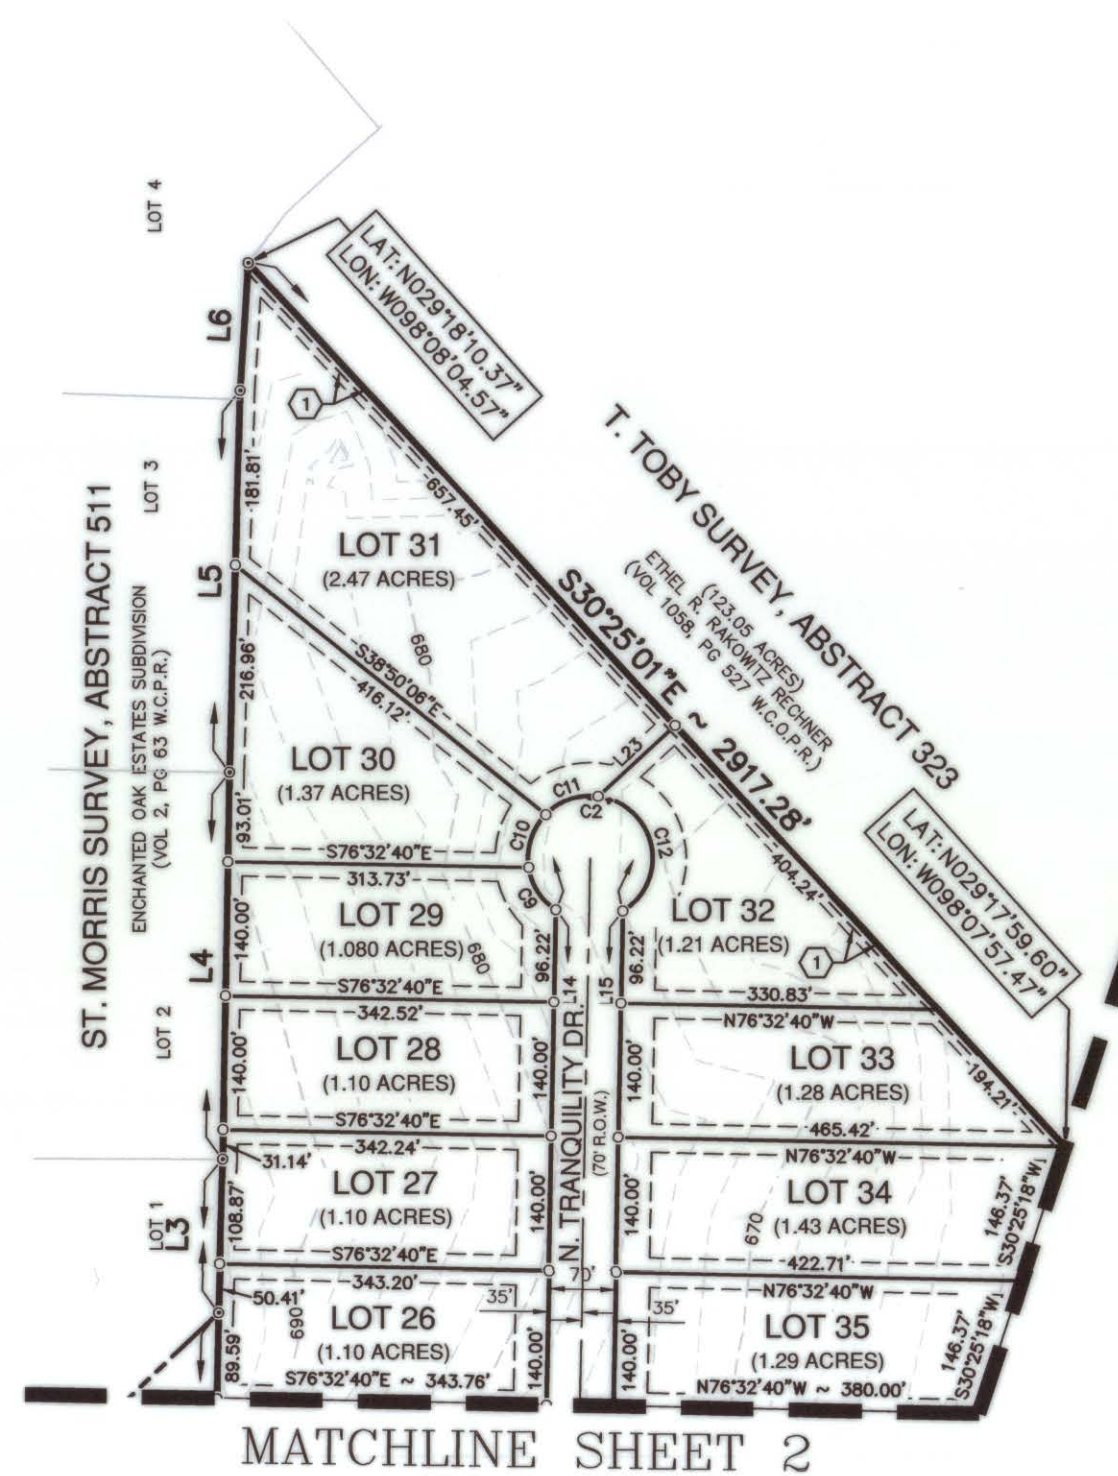 LOT 4
LAT: N029°18'10.37"
LON: W098°08'04.57"
L6
1
LOT 3
181.81'
657.45'
T. TOBY SURVEY, ABSTRACT 323
ST. MORRIS SURVEY, ABSTRACT 511
ENCHANTED OAK ESTATES SUBDIVISION
(VOL 2, PG 63 W.C.P.R.)
LOT 31
(2.47 ACRES)
L5
S30°25'01"E ~ 2917.28'
(123.05 ACRES)
ETHEL R. RAKOWITZ RECHNER
(VOL 1058, PG 527 W.C.O.P.R.)
680
S38°50'06"E
416.12'
216.96'
L23
LOT 30
(1.37 ACRES)
C11
C2
C10
C12
93.01'
S76°32'40"E
313.73'
404.24'
LAT: N029°17'59.60"
LON: W098°07'57.47"
C9
LOT 29
(1.080 ACRES)
140.00'
680
96.22'
96.22'
LOT 32
(1.21 ACRES)
1
L4
S76°32'40"E
342.52'
L14
L15
330.83'
N76°32'40"W
LOT 2
LOT 28
(1.10 ACRES)
140.00'
140.00'
N. TRANQUILITY DR.
(70' R.O.W.)
140.00'
LOT 33
(1.28 ACRES)
194.21'
S76°32'40"E
342.24'
465.42'
N76°32'40"W
31.14'
LOT 27
(1.10 ACRES)
LOT 1
L3
108.87'
140.00'
140.00'
LOT 34
(1.43 ACRES)
670
146.37'
S30°25'18"W
S76°32'40"E
343.20'
70'
422.71'
N76°32'40"W
50.41'
35'
35'
690
LOT 26
(1.10 ACRES)
89.59'
140.00'
140.00'
LOT 35
(1.29 ACRES)
146.37'
S30°25'18"W
S76°32'40"E ~ 343.76'
N76°32'40"W ~ 380.00'
MATCHLINE SHEET 2